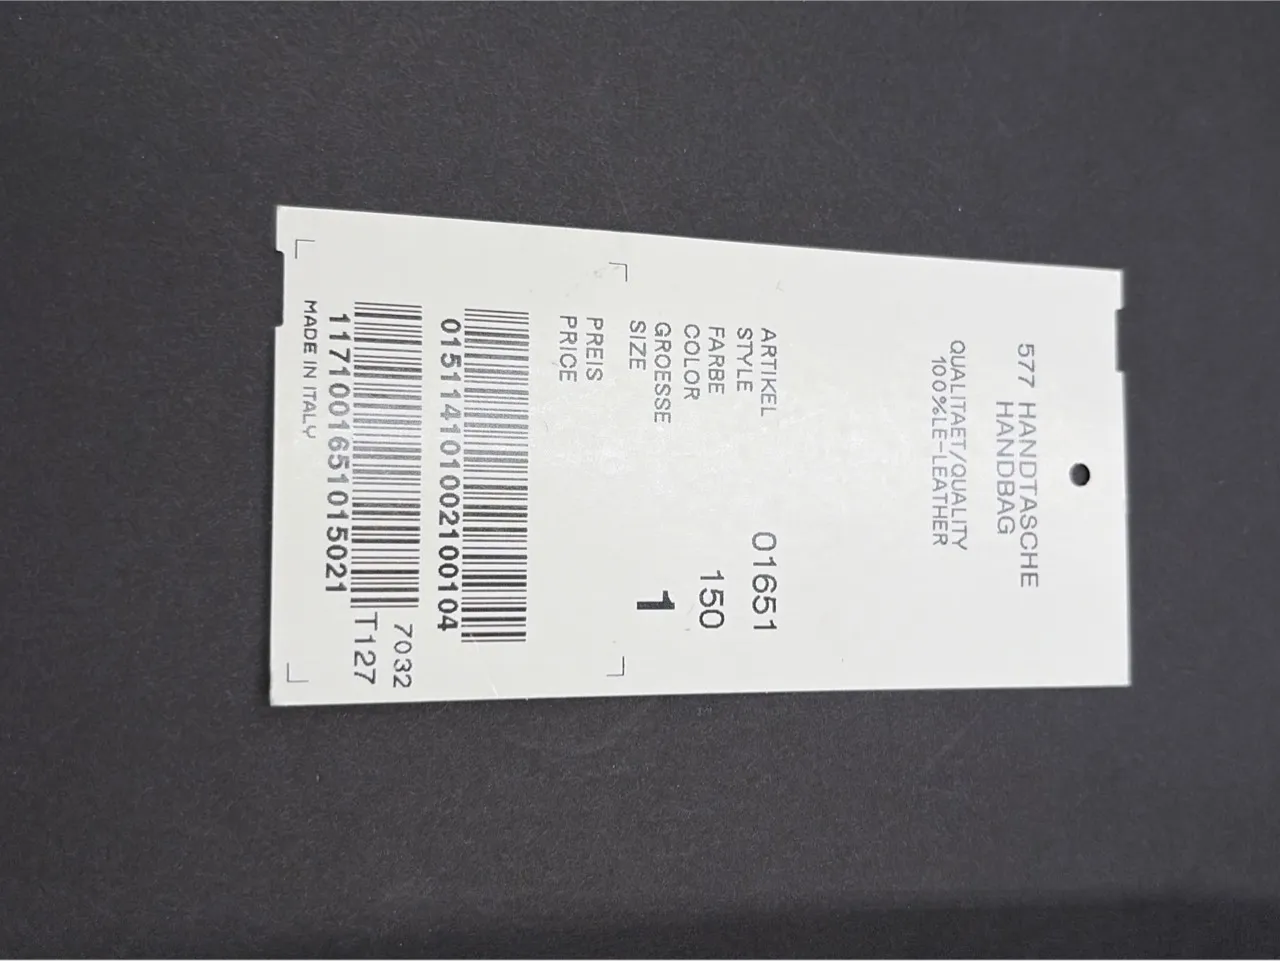 577 HANDTASCHE
HANDBAG
QUALITAET/QUALITY
100%LE-LEATHER
ARTIKEL
STYLE 01651
FARBE
COLOR 150
GROESSE
SIZE 1
PREIS
PRICE
015114101002100104
7032
T127
1171001651015021
MADE IN ITALY